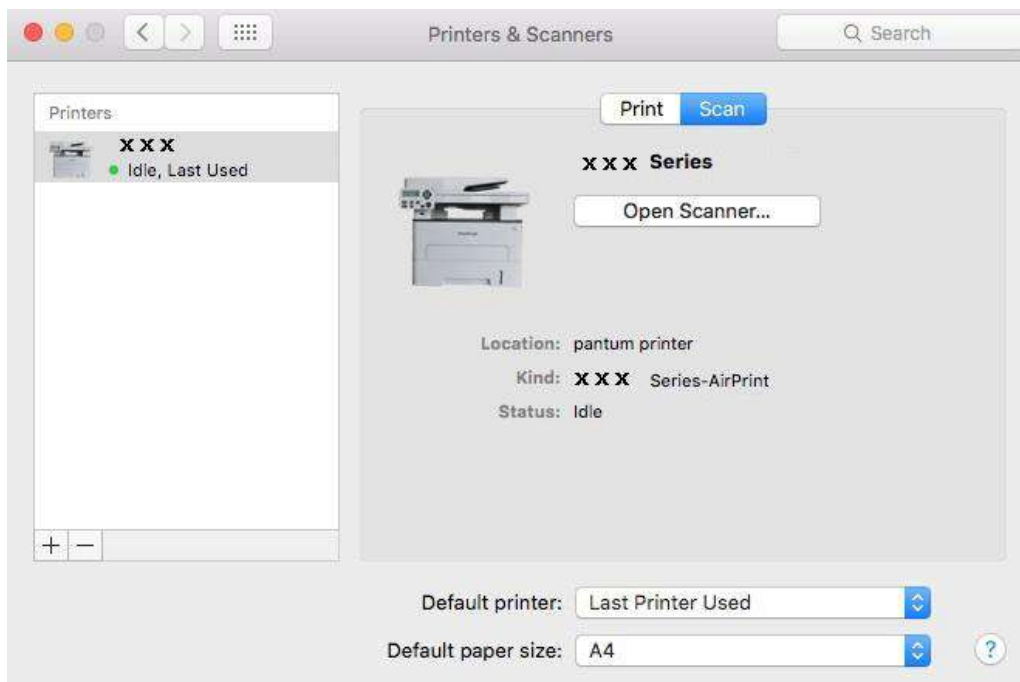 Printers & Scanners
Search
Printers
X X X
Idle, Last Used
Print Scan
X X X Series
Open Scanner...
Location: pantum printer
Kind: X X X Series-AirPrint
Status: Idle
+ −
Default printer: Last Printer Used
Default paper size: A4
?